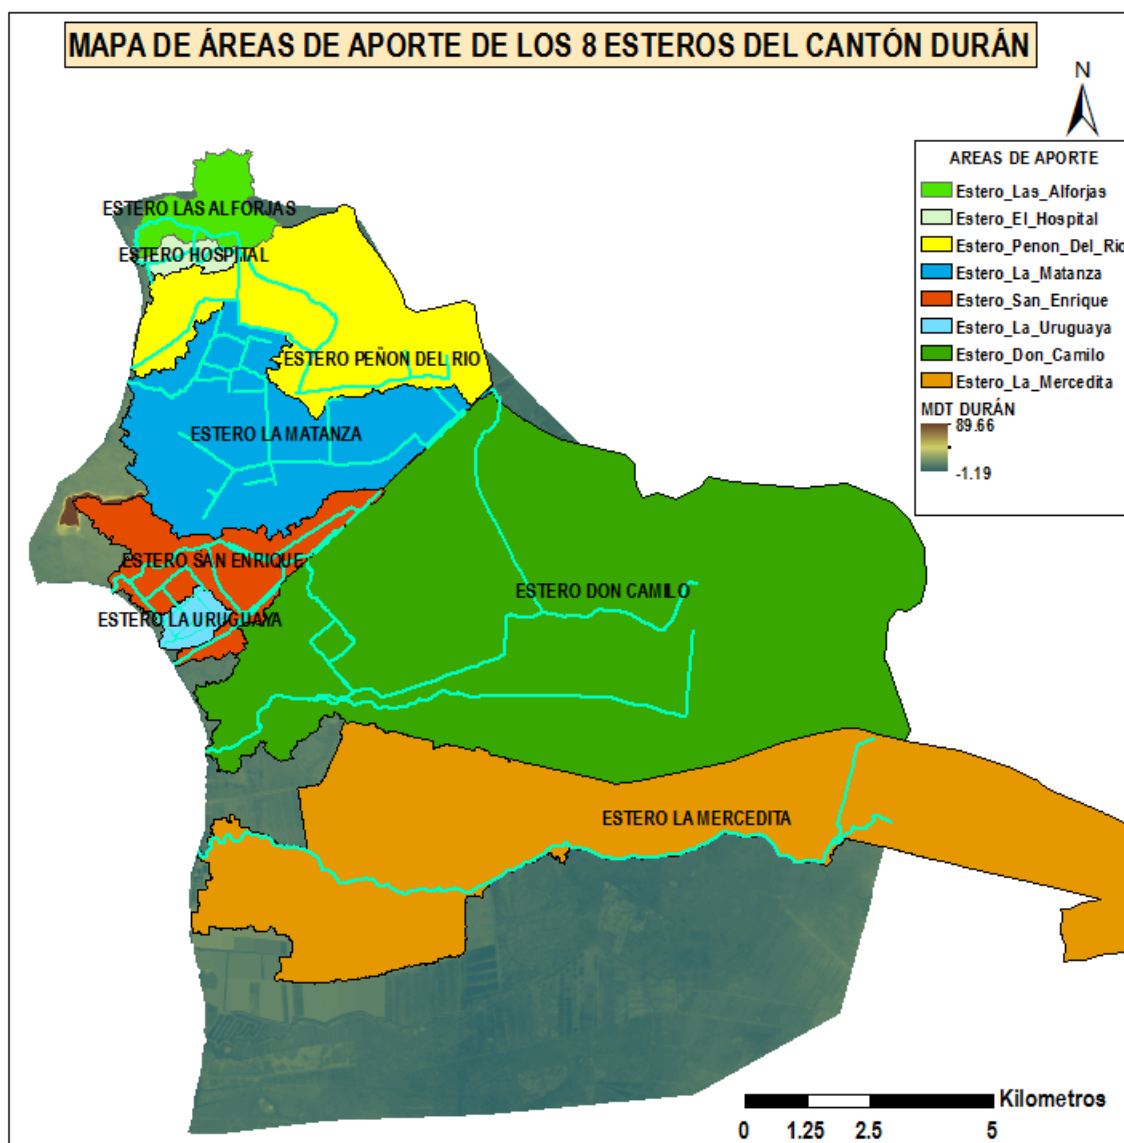 MAPA DE ÁREAS DE APORTE DE LOS 8 ESTEROS DEL CANTÓN DURÁN
N
AREAS DE APORTE
Estero_Las_Alforjas
Estero_El_Hospital
Estero_Penon_Del_Rio
Estero_La_Matanza
Estero_San_Enrique
Estero_La_Uruguaya
Estero_Don_Camilo
Estero_La_Mercedita
MDT DURÁN
89.66
-1.19
ESTERO LAS ALFORJAS
ESTERO HOSPITAL
ESTERO PEÑON DEL RIO
ESTERO LA MATANZA
ESTERO SAN ENRIQUE
ESTERO DON CAMILO
ESTERO LA URUGUAYA
ESTERO LA MERCEDITA
Kilometros
0 1.25 2.5 5